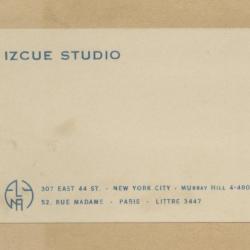 IZCUE STUDIO
307 EAST 44 ST. - NEW YORK CITY - MURRAY HILL 4-480
52, RUE MADAME - PARIS - LITTRE 3447